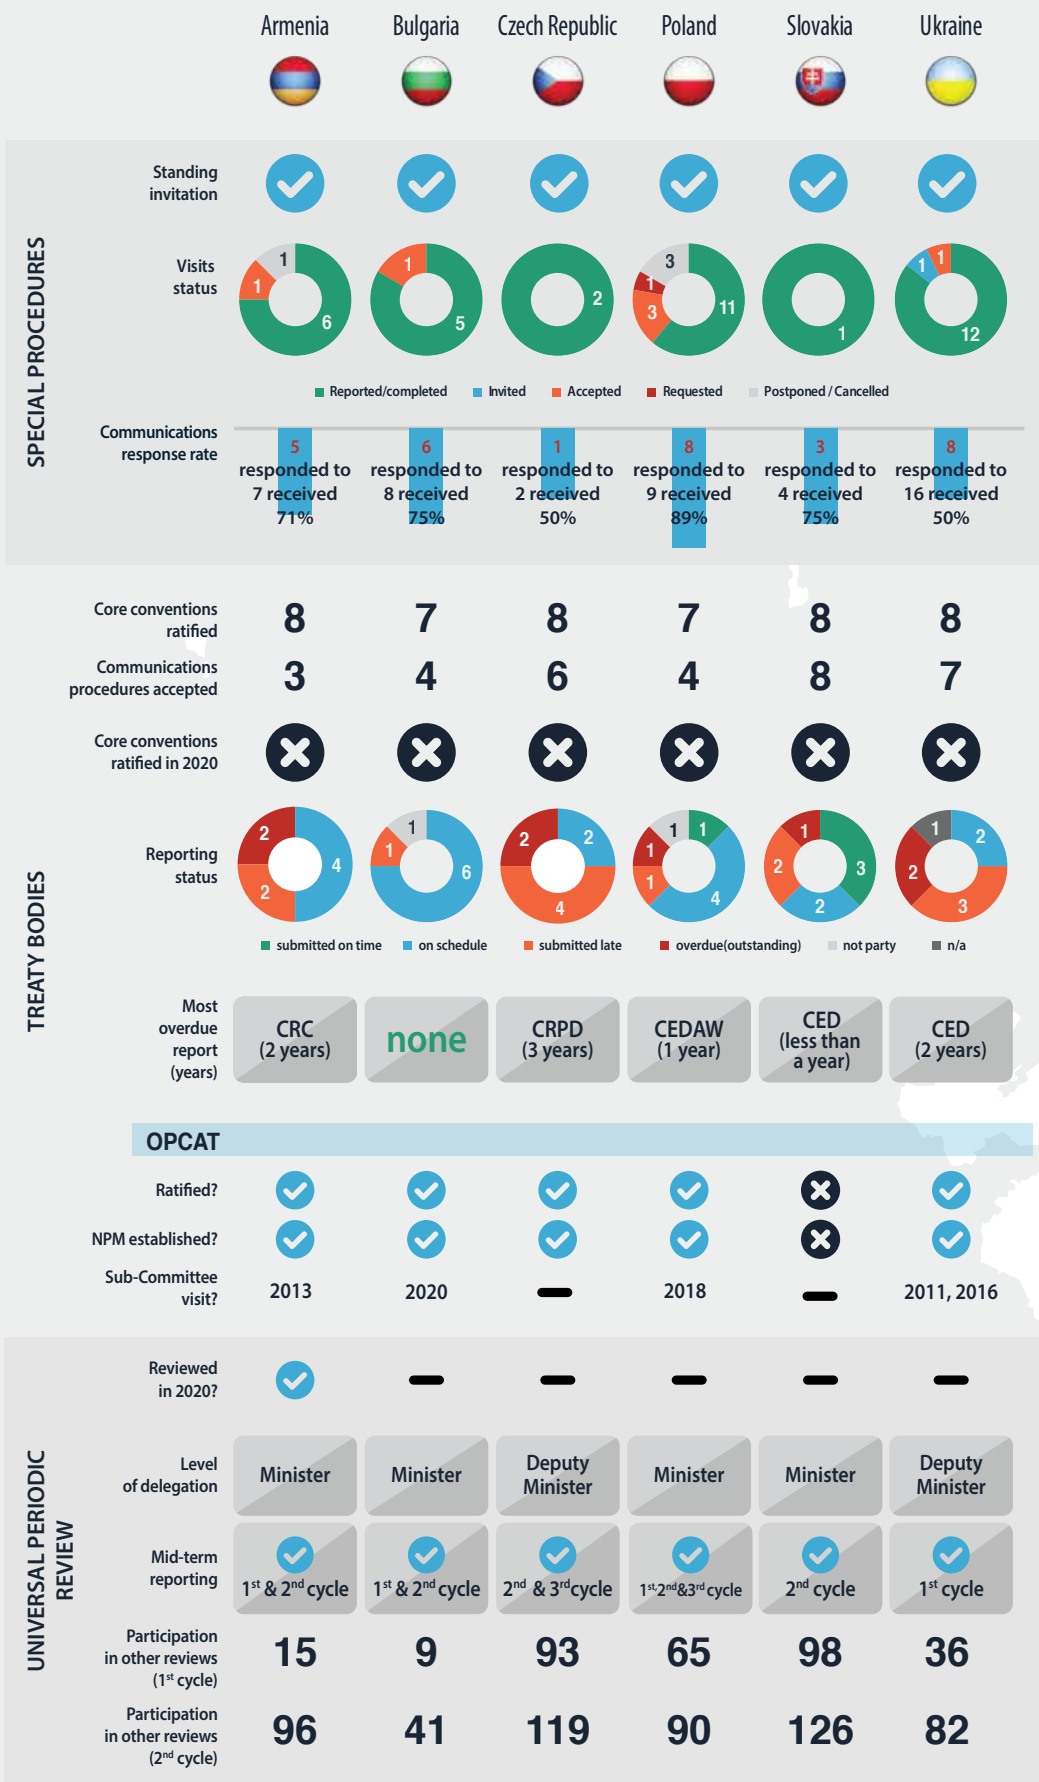 Armenia Bulgaria Czech Republic Poland Slovakia Ukraine
SPECIAL PROCEDURES
Standing
invitation
Visits
status
1 1 6
1 5
2
3 1 3 11
1
1 1 12
Reported/completed Invited Accepted Requested Postponed / Cancelled
Communications
response rate
5 6 1 8 3 8
responded to responded to responded to responded to responded to responded to
7 received 8 received 2 received 9 received 4 received 16 received
71% 75% 50% 89% 75% 50%
TREATY BODIES
Core conventions
ratified
8 7 8 7 8 8
Communications
procedures accepted
3 4 6 4 8 7
Core conventions
ratified in 2020
Reporting
status
2 4 2
1 1 6
2 2 4
1 1 1 1 4
1 3 2 2
1 2 2 3
submitted on time on schedule submitted late overdue(outstanding) not party n/a
Most
overdue
report
(years)
CRC
(2 years)
none
CRPD
(3 years)
CEDAW
(1 year)
CED
(less than
a year)
CED
(2 years)
OPCAT
Ratified?
NPM established?
Sub-Committee
visit?
2013 2020 2018 2011, 2016
UNIVERSAL PERIODIC
REVIEW
Reviewed
in 2020?
Level
of delegation
Minister
Minister
Deputy
Minister
Minister
Minister
Deputy
Minister
Mid-term
reporting
1st & 2nd cycle 1st & 2nd cycle 2nd & 3rdcycle 1st,2nd&3rd cycle 2nd cycle 1st cycle
Participation
in other reviews
(1st cycle)
15 9 93 65 98 36
Participation
in other reviews
(2nd cycle)
96 41 119 90 126 82